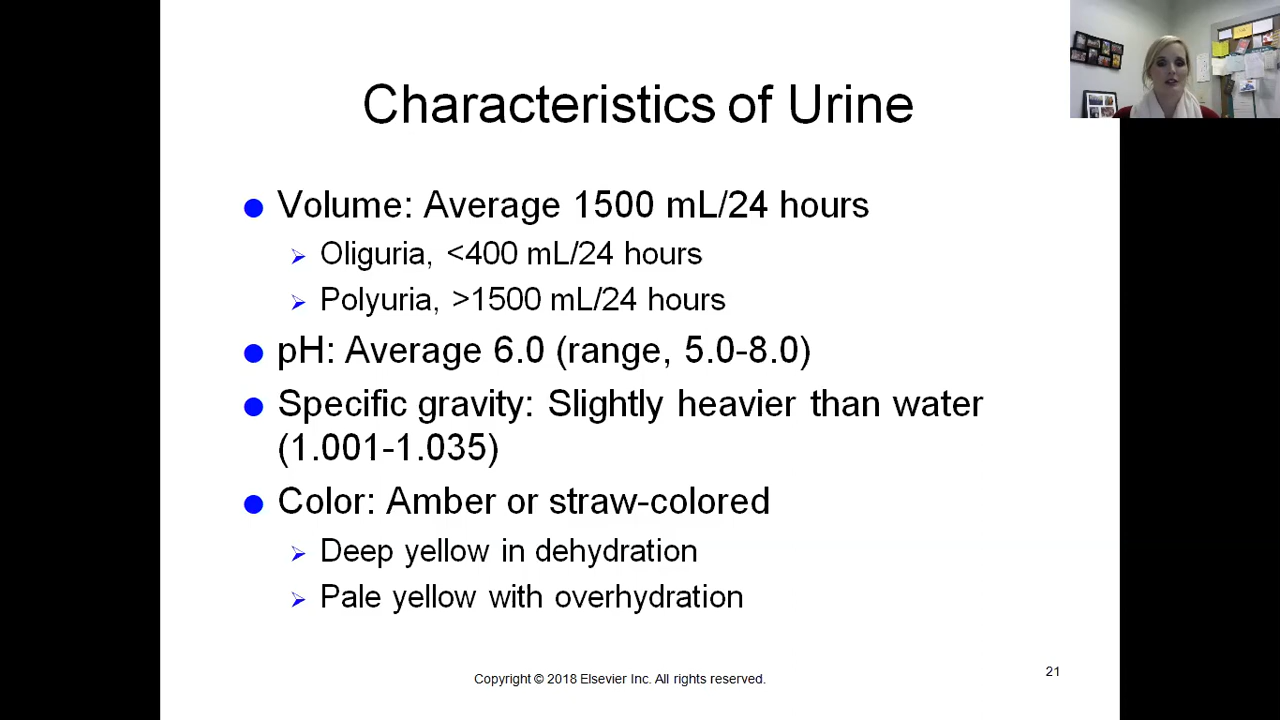 Characteristics of Urine
Volume: Average 1500 mL/24 hours
Oliguria, <400 mL/24 hours
Polyuria, >1500 mL/24 hours
pH: Average 6.0 (range, 5.0-8.0)
Specific gravity: Slightly heavier than water
(1.001-1.035)
Color: Amber or straw-colored
Deep yellow in dehydration
Pale yellow with overhydration
Copyright © 2018 Elsevier Inc. All rights reserved.
21